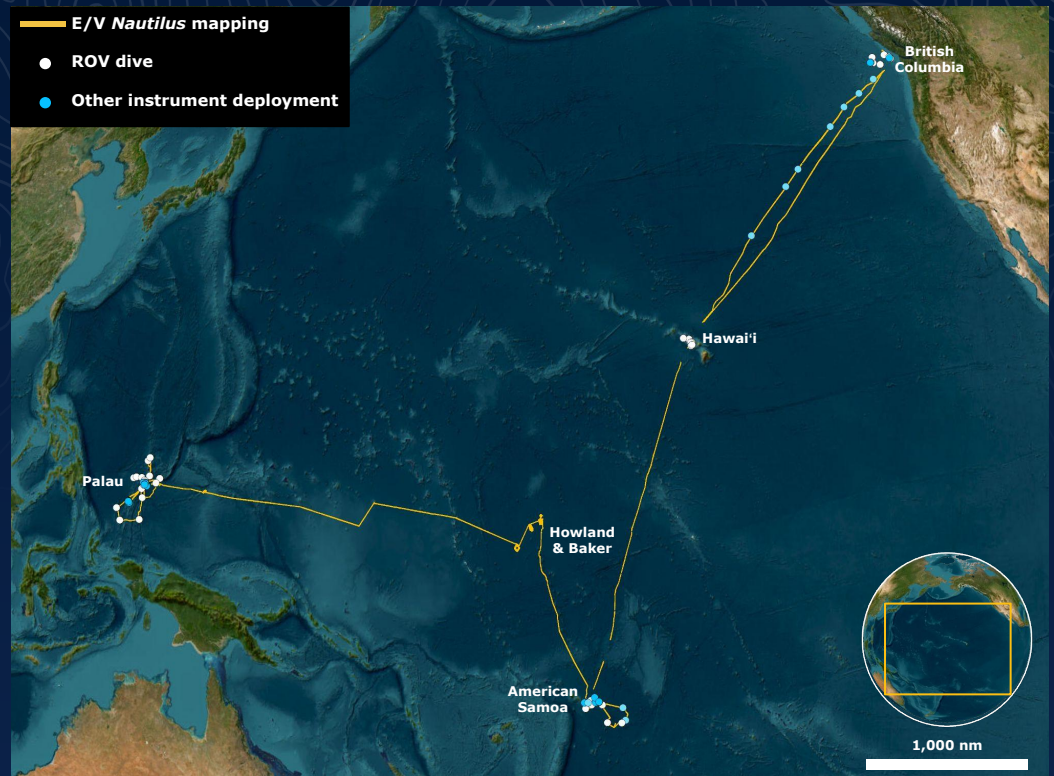 E/V Nautilus mapping
ROV dive
Other instrument deployment
British
Columbia
Hawaiʻi
Palau
Howland
& Baker
American
Samoa
1,000 nm